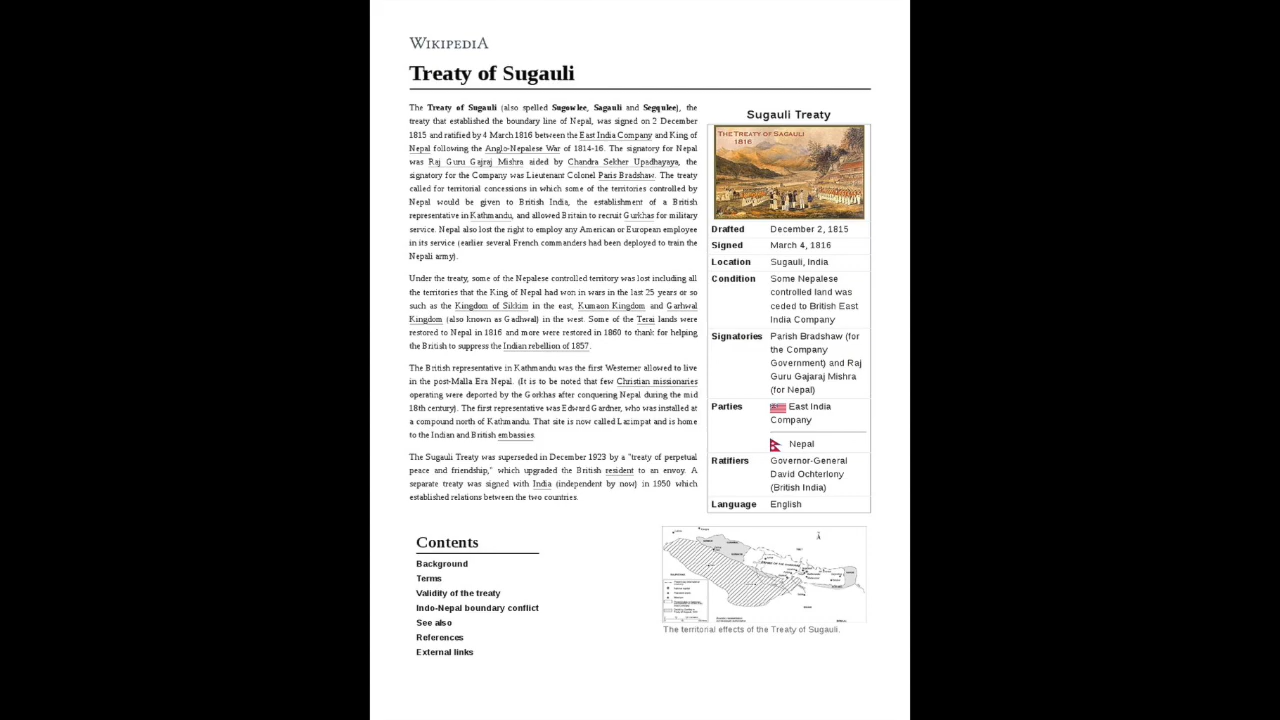 WIKIPEDIA
Treaty of Sugauli
The Treaty of Sugauli (also spelled Sugowlee, Sagauli and Segqulee), the
treaty that established the boundary line of Nepal, was signed on 2 December
1815 and ratified by 4 March 1816 between the East India Company and King of
Nepal following the Anglo-Nepalese War of 1814-16. The signatory for Nepal
was Raj Guru Gajraj Mishra aided by Chandra Sekher Upadhayaya, the
signatory for the Company was Lieutenant Colonel Paris Bradshaw. The treaty
called for territorial concessions in which some of the territories controlled by
Nepal would be given to British India, the establishment of a British
representative in Kathmandu, and allowed Britain to recruit Gurkhas for military
service. Nepal also lost the right to employ any American or European employee
in its service (earlier several French commanders had been deployed to train the
Nepali army).
Under the treaty, some of the Nepalese controlled territory was lost including all
the territories that the King of Nepal had won in wars in the last 25 years or so
such as the Kingdom of Sikkim in the east, Kumaon Kingdom and Garhwal
Kingdom (also known as Gadhwal) in the west. Some of the Terai lands were
restored to Nepal in 1816 and more were restored in 1860 to thank for helping
the British to suppress the Indian rebellion of 1857.
The British representative in Kathmandu was the first Westerner allowed to live
in the post-Malla Era Nepal. (It is to be noted that few Christian missionaries
operating were deported by the Gorkhas after conquering Nepal during the mid
18th century). The first representative was Edward Gardner, who was installed at
a compound north of Kathmandu. That site is now called Lazimpat and is home
to the Indian and British embassies.
The Sugauli Treaty was superseded in December 1923 by a "treaty of perpetual
peace and friendship," which upgraded the British resident to an envoy. A
separate treaty was signed with India (independent by now) in 1950 which
established relations between the two countries.
Sugauli Treaty
THE TREATY OF SAGAULI
1816
Drafted December 2, 1815
Signed March 4, 1816
Location Sugauli, India
Condition Some Nepalese
controlled land was
ceded to British East
India Company
Signatories Parish Bradshaw (for
the Company
Government) and Raj
Guru Gajaraj Mishra
(for Nepal)
Parties East India
Company
Nepal
Ratifiers Governor-General
David Ochterlony
(British India)
Language English
The territorial effects of the Treaty of Sugauli.
Contents
Background
Terms
Validity of the treaty
Indo-Nepal boundary conflict
See also
References
External links